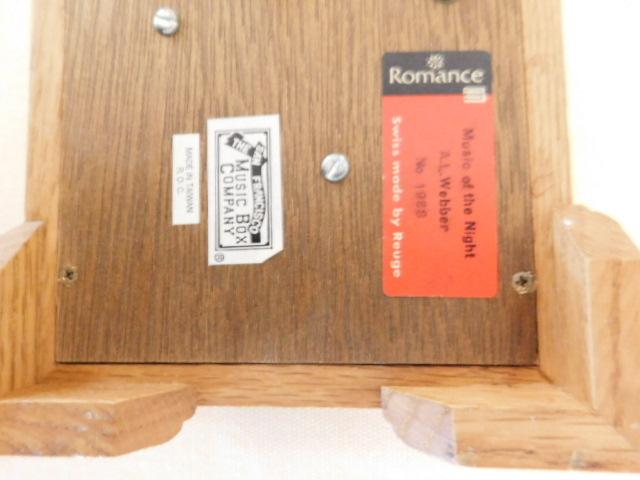 Romance
Music of the Night
A.L. Webber
No 1988
Swiss made by Reuge
THE
SAN FRANCISCO
MUSIC BOX
COMPANY
®
MADE IN TAIWAN
R.O.C.